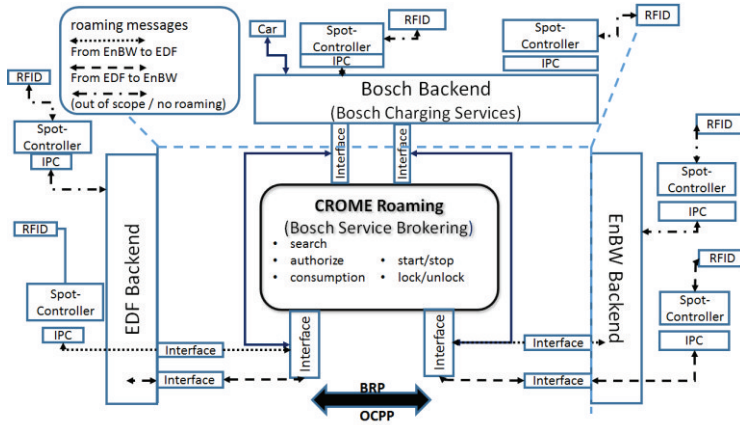 roaming messages
From EnBW to EDF
From EDF to EnBW
(out of scope / no roaming)
Car
Spot-
Controller
IPC
RFID
Spot-
Controller
IPC
RFID
Bosch Backend
(Bosch Charging Services)
Interface
Interface
RFID
Spot-
Controller
IPC
RFID
Spot-
Controller
IPC
EDF Backend
CROME Roaming
(Bosch Service Brokering)
• search
• authorize
• consumption
• start/stop
• lock/unlock
Interface
Interface
Interface
Interface
Interface
Interface
BRP
OCPP
EnBW Backend
RFID
Spot-
Controller
IPC
RFID
Spot-
Controller
IPC